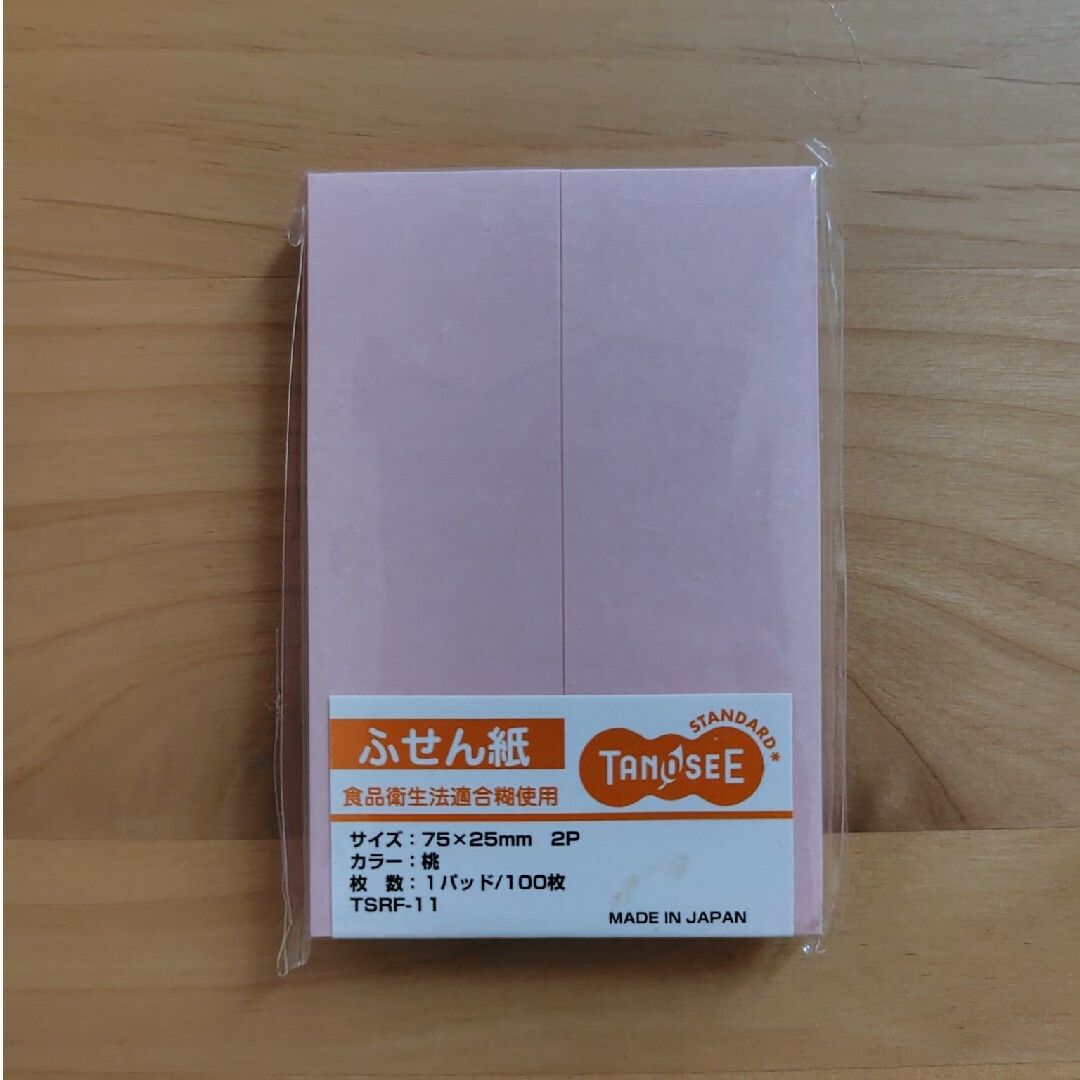 ふせん紙
STANDARD*
TANOSEE
食品衛生法適合糊使用
サイズ：75×25mm 2P
カラー：桃
枚 数：1パッド/100枚
TSRF-11
MADE IN JAPAN